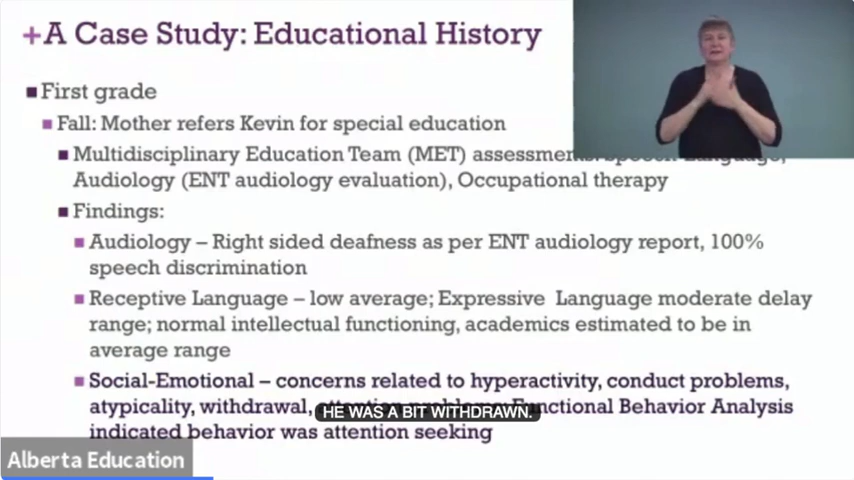 +A Case Study: Educational History
First grade
Fall: Mother refers Kevin for special education
Multidisciplinary Education Team (MET) assessments: Speech-Language,
Audiology (ENT audiology evaluation), Occupational therapy
Findings:
Audiology – Right sided deafness as per ENT audiology report, 100%
speech discrimination
Receptive Language – low average; Expressive Language moderate delay
range; normal intellectual functioning, academics estimated to be in
average range
Social-Emotional – concerns related to hyperactivity, conduct problems,
atypicality, withdrawal, Functional Behavior Analysis
HE WAS A BIT WITHDRAWN.
indicated behavior was attention seeking
Alberta Education